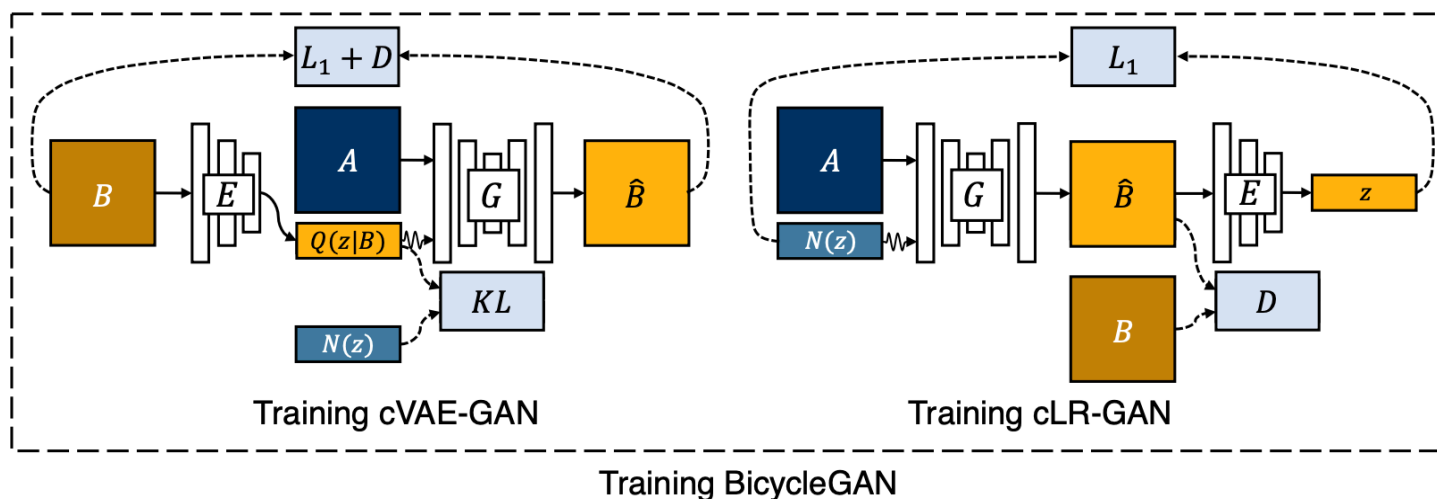 L₁ + D
L₁
A
A
B
E
G
B̂
G
B̂
E
z
Q(z|B)
N(z)
KL
D
N(z)
B
Training cVAE-GAN
Training cLR-GAN
Training BicycleGAN